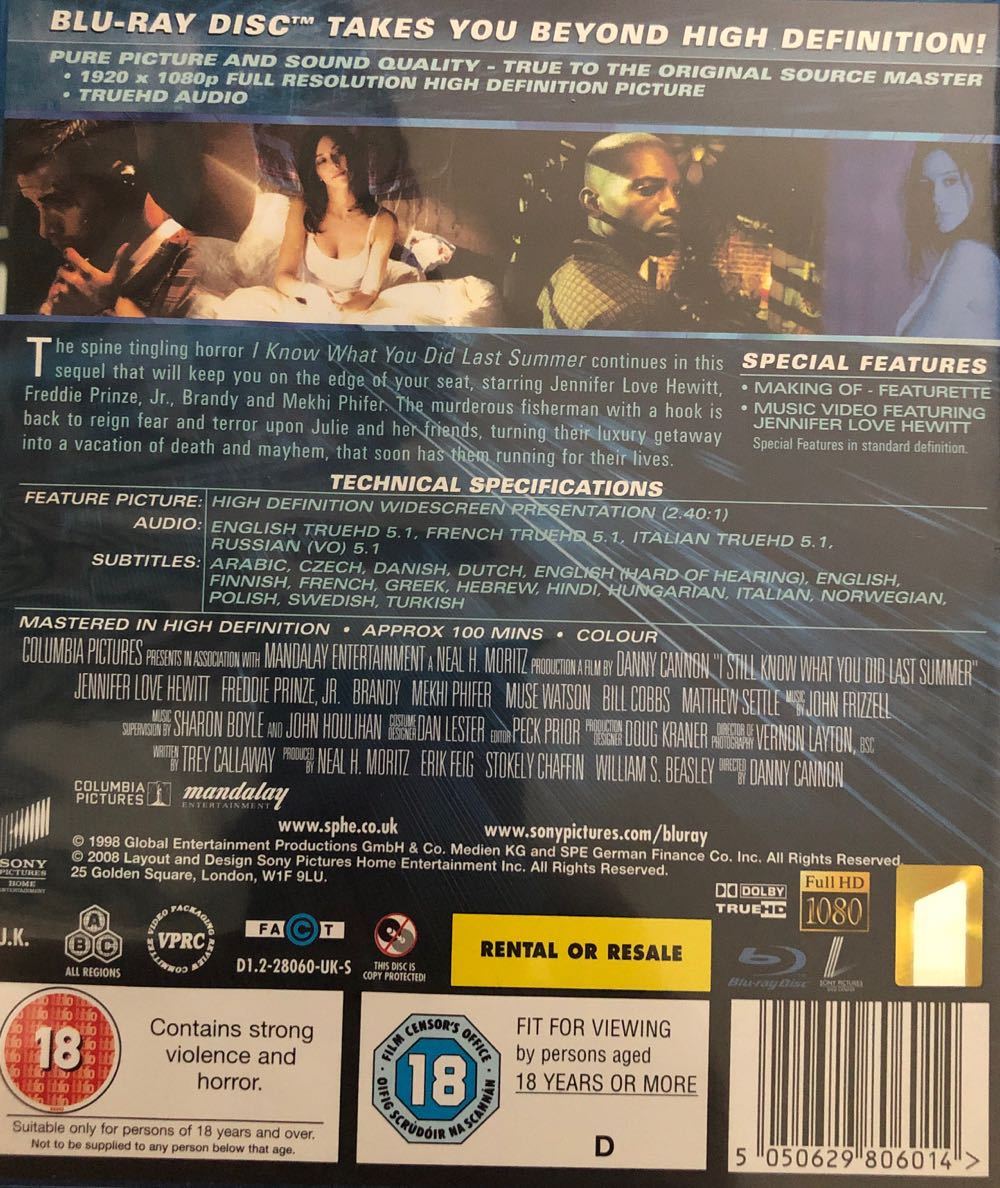 BLU-RAY DISC™ TAKES YOU BEYOND HIGH DEFINITION!
PURE PICTURE AND SOUND QUALITY - TRUE TO THE ORIGINAL SOURCE MASTER
• 1920 x 1080p FULL RESOLUTION HIGH DEFINITION PICTURE
• TRUEHD AUDIO
The spine tingling horror I Know What You Did Last Summer continues in this
sequel that will keep you on the edge of your seat, starring Jennifer Love Hewitt,
Freddie Prinze, Jr., Brandy and Mekhi Phifer. The murderous fisherman with a hook is
back to reign fear and terror upon Julie and her friends, turning their luxury getaway
into a vacation of death and mayhem, that soon has them running for their lives.
SPECIAL FEATURES
• MAKING OF - FEATURETTE
• MUSIC VIDEO FEATURING
JENNIFER LOVE HEWITT
Special Features in standard definition.
TECHNICAL SPECIFICATIONS
FEATURE PICTURE: HIGH DEFINITION WIDESCREEN PRESENTATION (2.40:1)
AUDIO: ENGLISH TRUEHD 5.1, FRENCH TRUEHD 5.1, ITALIAN TRUEHD 5.1,
RUSSIAN (VO) 5.1
SUBTITLES: ARABIC, CZECH, DANISH, DUTCH, ENGLISH (HARD OF HEARING), ENGLISH,
FINNISH, FRENCH, GREEK, HEBREW, HINDI, HUNGARIAN, ITALIAN, NORWEGIAN,
POLISH, SWEDISH, TURKISH
MASTERED IN HIGH DEFINITION • APPROX 100 MINS • COLOUR
COLUMBIA PICTURES PRESENTS IN ASSOCIATION WITH MANDALAY ENTERTAINMENT A NEAL H. MORITZ PRODUCTION A FILM BY DANNY CANNON "I STILL KNOW WHAT YOU DID LAST SUMMER"
JENNIFER LOVE HEWITT FREDDIE PRINZE, JR. BRANDY MEKHI PHIFER MUSE WATSON BILL COBBS MATTHEW SETTLE MUSIC BY JOHN FRIZZELL
MUSIC SUPERVISION BY SHARON BOYLE AND JOHN HOULIHAN COSTUME DESIGNER DAN LESTER EDITOR PECK PRIOR PRODUCTION DESIGNER DOUG KRANER DIRECTOR OF PHOTOGRAPHY VERNON LAYTON, BSC
WRITTEN BY TREY CALLAWAY PRODUCED BY NEAL H. MORITZ ERIK FEIG STOKELY CHAFFIN WILLIAM S. BEASLEY DIRECTED BY DANNY CANNON
COLUMBIA
PICTURES
mandalay
ENTERTAINMENT
www.sphe.co.uk www.sonypictures.com/bluray
© 1998 Global Entertainment Productions GmbH & Co. Medien KG and SPE German Finance Co. Inc. All Rights Reserved.
© 2008 Layout and Design Sony Pictures Home Entertainment Inc. All Rights Reserved.
25 Golden Square, London, W1F 9LU.
SONY
PICTURES
HOME
ENTERTAINMENT
DOLBY
TRUEHD
Full HD
1080
U.K.
A
B C
ALL REGIONS
VIDEO PACKAGING REVIEW COMMITTEE
VPRC
FACT
D1.2-28060-UK-S
THIS DISC IS
COPY PROTECTED!
RENTAL OR RESALE
Blu-ray Disc
SONY PICTURES
DVD CENTER
18
Contains strong
violence and
horror.
Suitable only for persons of 18 years and over.
Not to be supplied to any person below that age.
FILM CENSOR'S OFFICE
18
OIFIG SCRÚDÓIR NA SCANNÁN
FIT FOR VIEWING
by persons aged
18 YEARS OR MORE
D
5 050629 806014 >